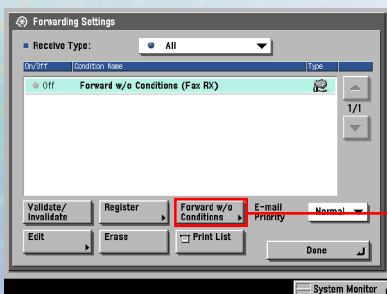 Forwarding Settings
Receive Type: All
On/Off Condition Name Type
Off Forward w/o Conditions (Fax RX)
1/1
Validate/
Invalidate
Register
Forward w/o
Conditions
E-mail
Priority
Normal
Edit
Erase
Print List
Done
System Monitor